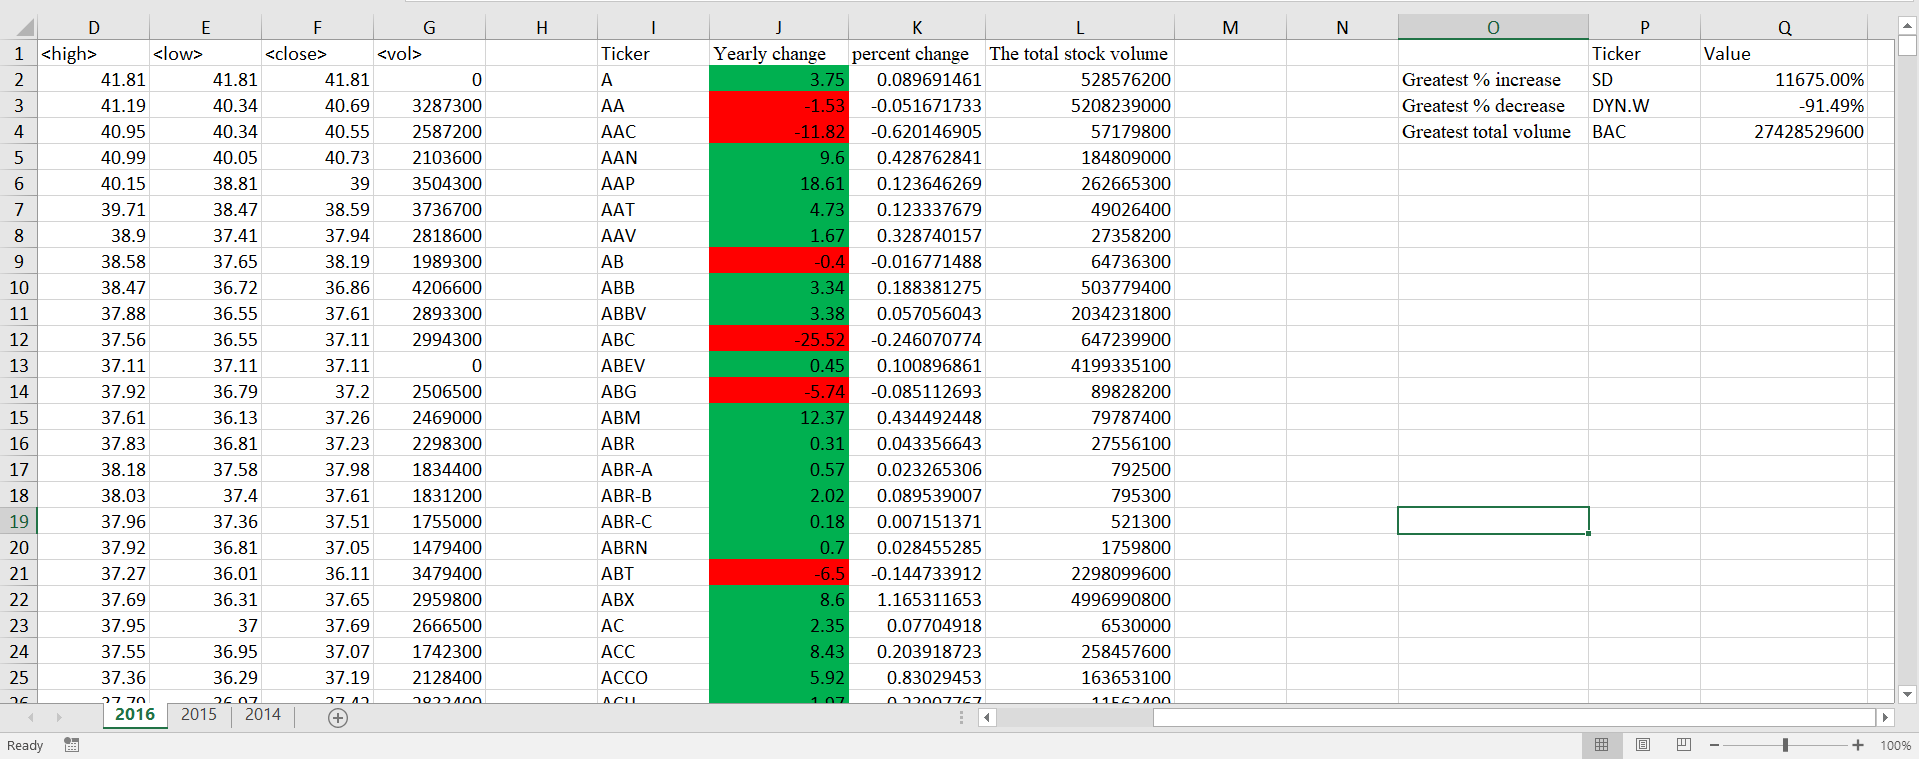 D E F G H I J K L M N O P Q
1 <high> <low> <close> <vol> Ticker Yearly change percent change The total stock volume Ticker Value
2 41.81 41.81 41.81 0 A 3.75 0.089691461 528576200 Greatest % increase SD 11675.00%
3 41.19 40.34 40.69 3287300 AA -1.53 -0.051671733 5208239000 Greatest % decrease DYN.W -91.49%
4 40.95 40.34 40.55 2587200 AAC -11.82 -0.620146905 57179800 Greatest total volume BAC 27428529600
5 40.99 40.05 40.73 2103600 AAN 9.6 0.428762841 184809000
6 40.15 38.81 39 3504300 AAP 18.61 0.123646269 262665300
7 39.71 38.47 38.59 3736700 AAT 4.73 0.123337679 49026400
8 38.9 37.41 37.94 2818600 AAV 1.67 0.328740157 27358200
9 38.58 37.65 38.19 1989300 AB -0.4 -0.016771488 64736300
10 38.47 36.72 36.86 4206600 ABB 3.34 0.188381275 503779400
11 37.88 36.55 37.61 2893300 ABBV 3.38 0.057056043 2034231800
12 37.56 36.55 37.11 2994300 ABC -25.52 -0.246070774 647239900
13 37.11 37.11 37.11 0 ABEV 0.45 0.100896861 4199335100
14 37.92 36.79 37.2 2506500 ABG -5.74 -0.085112693 89828200
15 37.61 36.13 37.26 2469000 ABM 12.37 0.434492448 79787400
16 37.83 36.81 37.23 2298300 ABR 0.31 0.043356643 27556100
17 38.18 37.58 37.98 1834400 ABR-A 0.57 0.023265306 792500
18 38.03 37.4 37.61 1831200 ABR-B 2.02 0.089539007 795300
19 37.96 37.36 37.51 1755000 ABR-C 0.18 0.007151371 521300
20 37.92 36.81 37.05 1479400 ABRN 0.7 0.028455285 1759800
21 37.27 36.01 36.11 3479400 ABT -6.5 -0.144733912 2298099600
22 37.69 36.31 37.65 2959800 ABX 8.6 1.165311653 4996990800
23 37.95 37 37.69 2666500 AC 2.35 0.07704918 6530000
24 37.55 36.95 37.07 1742300 ACC 8.43 0.203918723 258457600
25 37.36 36.29 37.19 2128400 ACCO 5.92 0.83029453 163653100
26
2016 2015 2014
Ready 100%